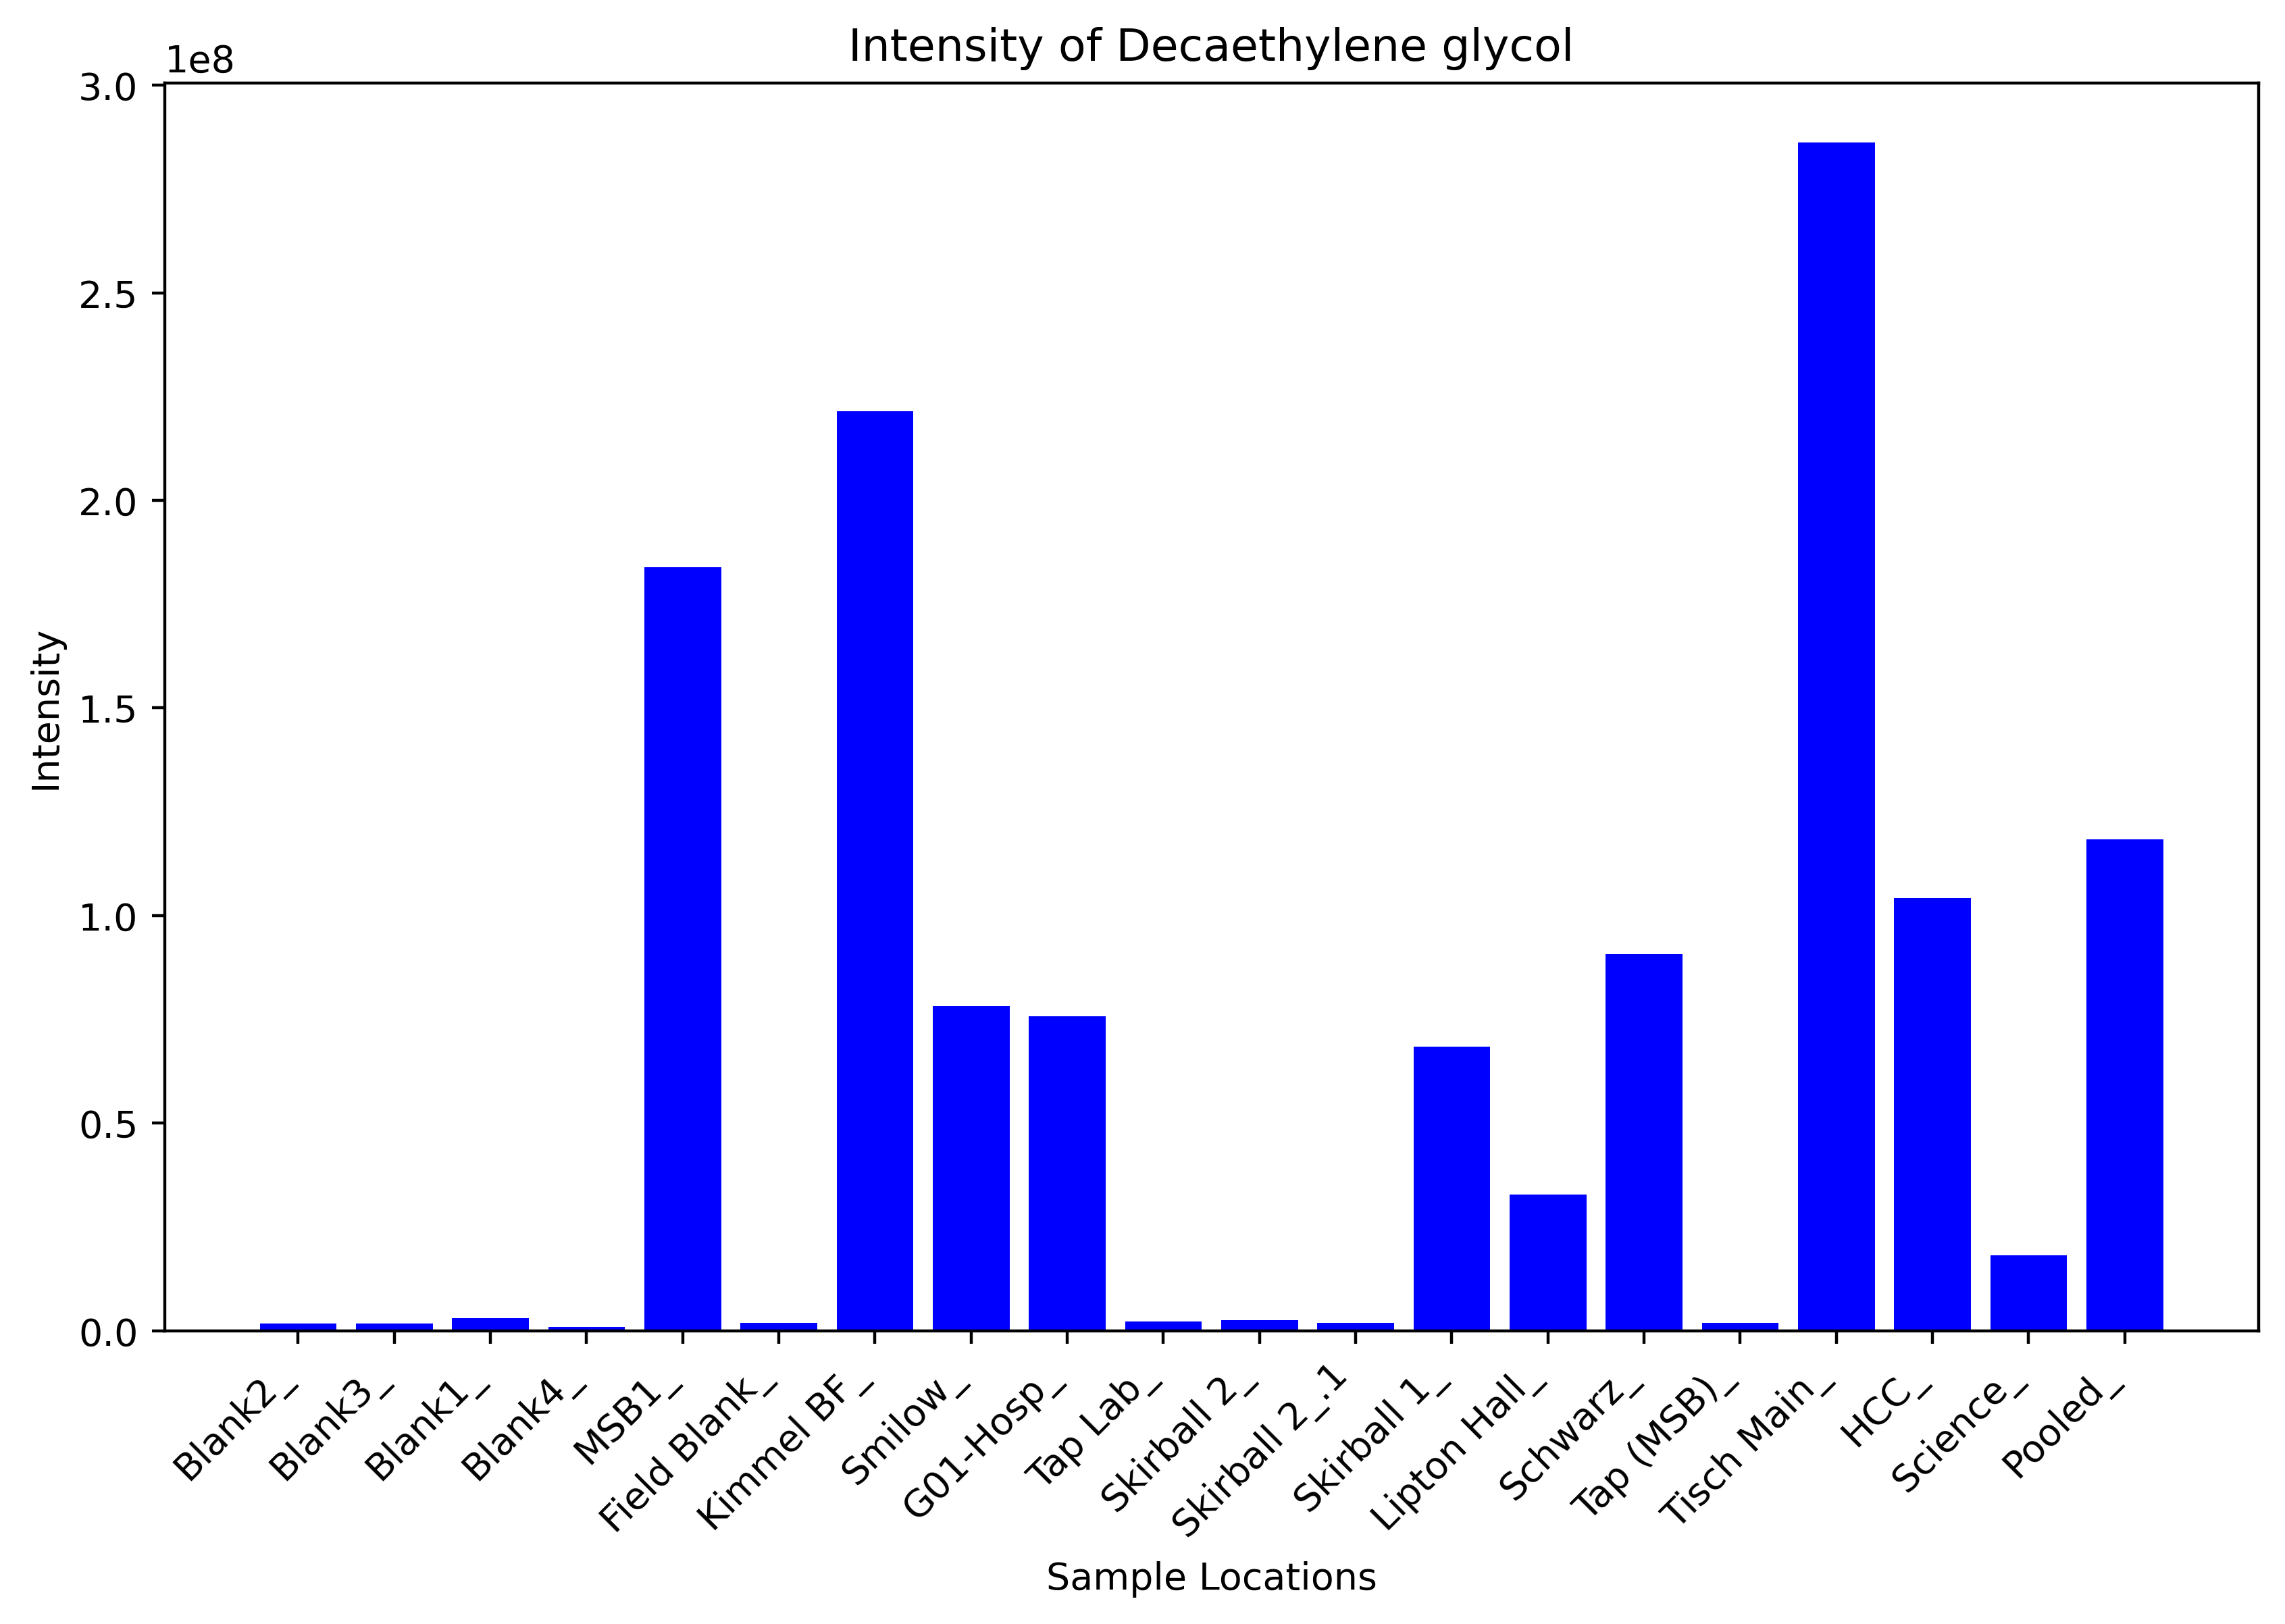 Intensity of Decaethylene glycol
1e8
3.0
2.5
2.0
1.5
1.0
0.5
0.0
Intensity
Blank2_
Blank3_
Blank1_
Blank4_
MSB1_
Field Blank_
Kimmel BF_
Smilow_
G01-Hosp_
Tap Lab_
Skirball 2_
Skirball 2_.1
Skirball 1_
Lipton Hall_
Schwarz_
Tap (MSB)_
Tisch Main_
HCC_
Science_
Pooled_
Sample Locations